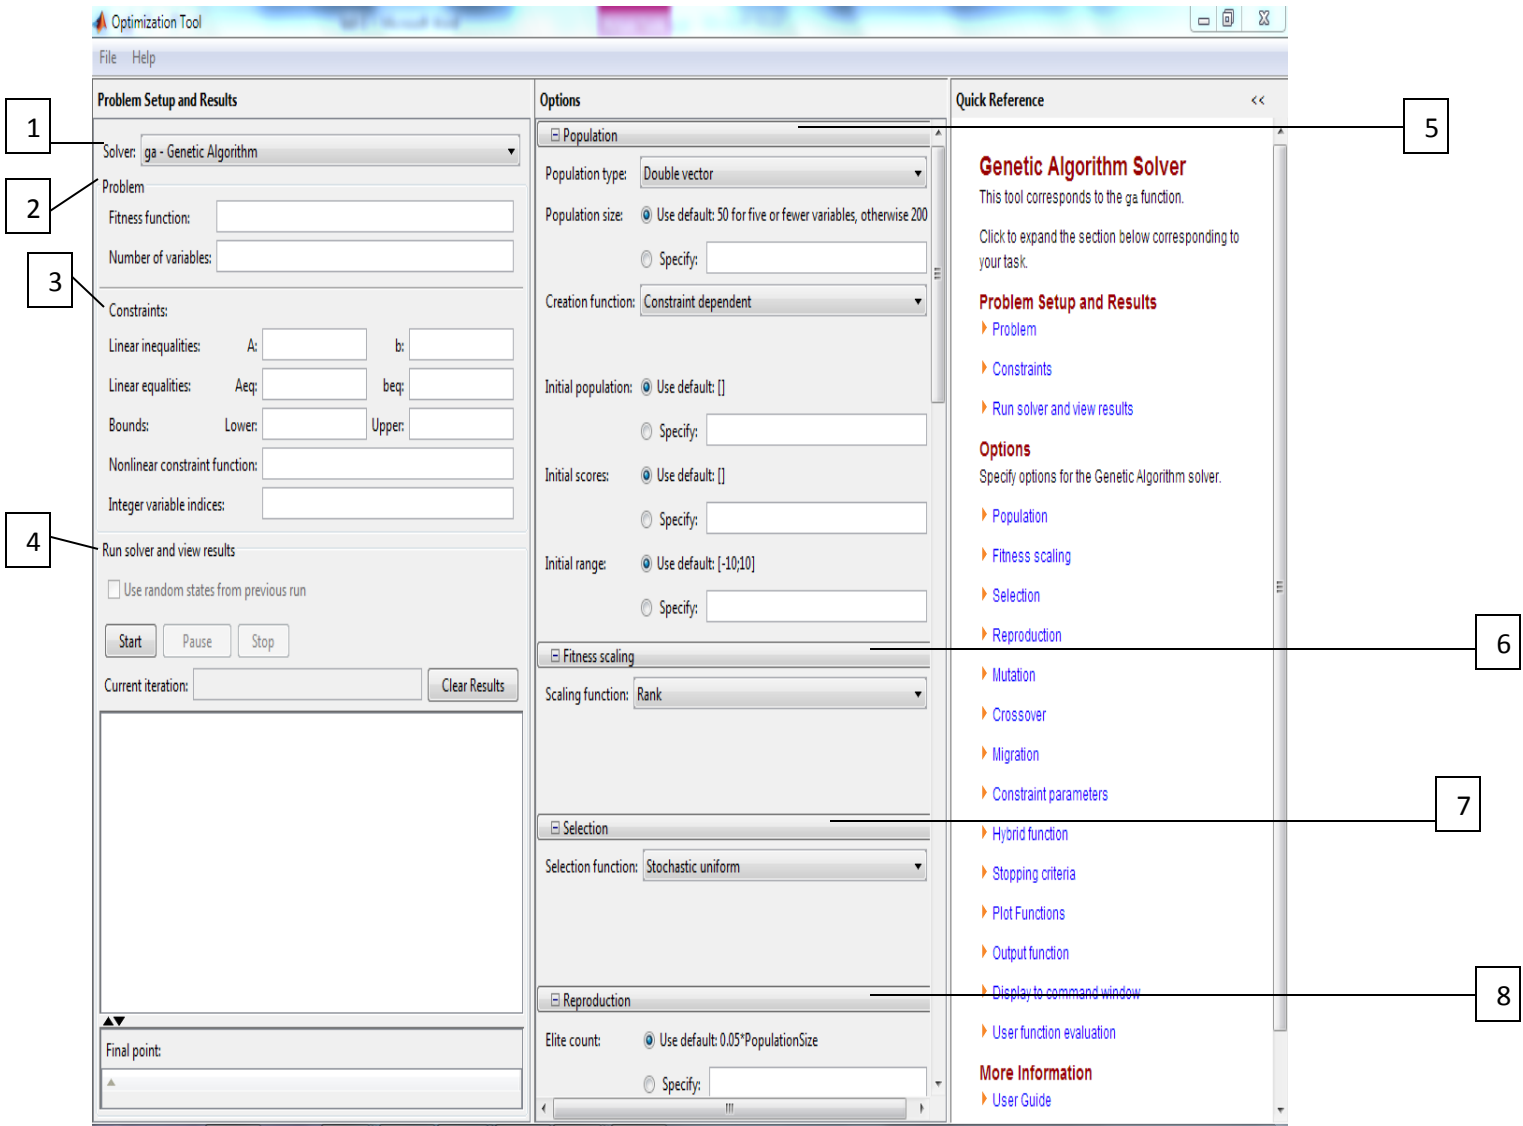 Optimization Tool
File Help
Problem Setup and Results
1
Solver: ga - Genetic Algorithm
2
Problem
Fitness function:
Number of variables:
3
Constraints:
Linear inequalities: A: b:
Linear equalities: Aeq: beq:
Bounds: Lower: Upper:
Nonlinear constraint function:
Integer variable indices:
4
Run solver and view results
Use random states from previous run
Start Pause Stop
Current iteration: Clear Results
Final point:
Options
5
Population
Population type: Double vector
Population size: Use default: 50 for five or fewer variables, otherwise 200
Specify:
Creation function: Constraint dependent
Initial population: Use default: []
Specify:
Initial scores: Use default: []
Specify:
Initial range: Use default: [-10;10]
Specify:
6
Fitness scaling
Scaling function: Rank
7
Selection
Selection function: Stochastic uniform
8
Reproduction
Elite count: Use default: 0.05*PopulationSize
Specify:
Quick Reference <<
Genetic Algorithm Solver
This tool corresponds to the ga function.
Click to expand the section below corresponding to
your task.
Problem Setup and Results
Problem
Constraints
Run solver and view results
Options
Specify options for the Genetic Algorithm solver.
Population
Fitness scaling
Selection
Reproduction
Mutation
Crossover
Migration
Constraint parameters
Hybrid function
Stopping criteria
Plot Functions
Output function
Display to command window
User function evaluation
More Information
User Guide